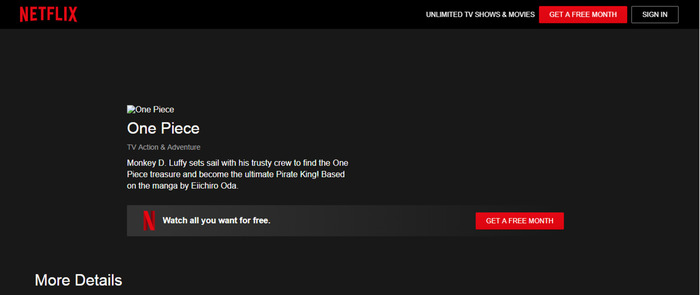 NETFLIX
UNLIMITED TV SHOWS & MOVIES
GET A FREE MONTH
SIGN IN
One Piece
One Piece
TV Action & Adventure
Monkey D. Luffy sets sail with his trusty crew to find the One
Piece treasure and become the ultimate Pirate King! Based
on the manga by Eiichiro Oda.
N
Watch all you want for free.
GET A FREE MONTH
More Details